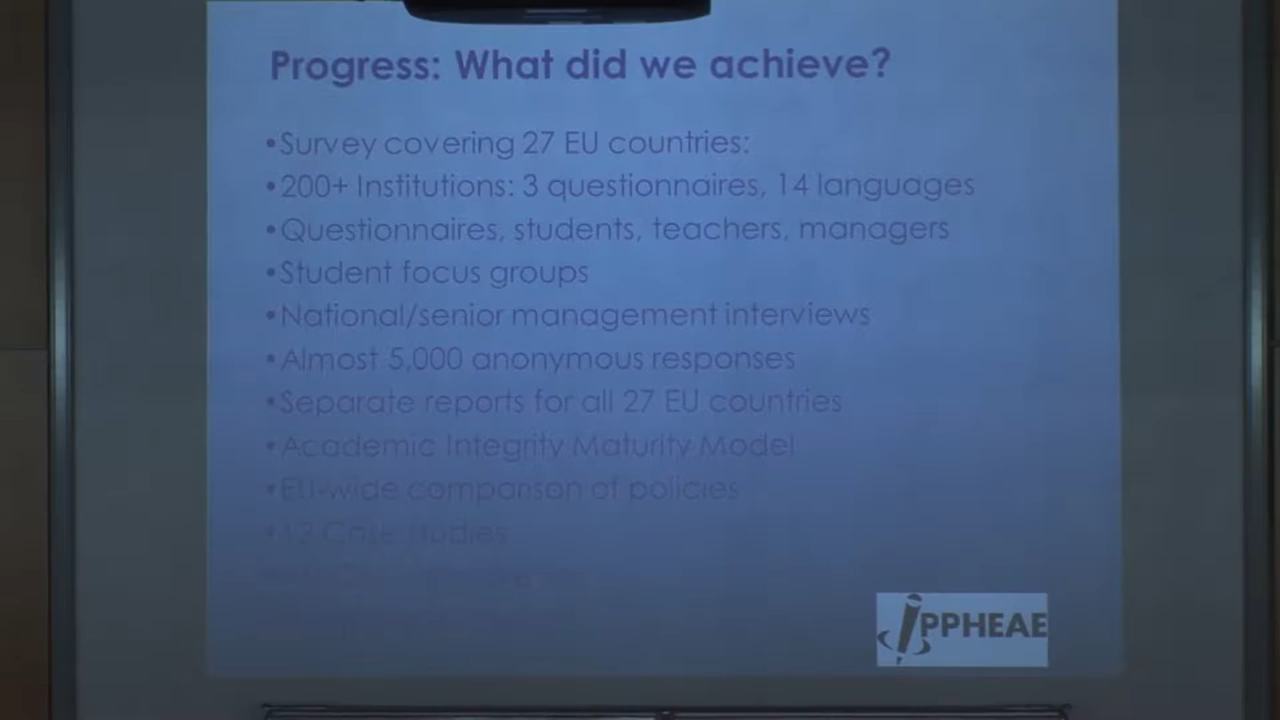 Progress: What did we achieve?
•Survey covering 27 EU countries:
•200+ Institutions: 3 questionnaires, 14 languages
•Questionnaires, students, teachers, managers
•Student focus groups
•National/senior management interviews
•Almost 5,000 anonymous responses
•Separate reports for all 27 EU countries
•Academic Integrity Maturity Model
•EU-wide comparison of policies
•12 Case studies
IPPHEAE